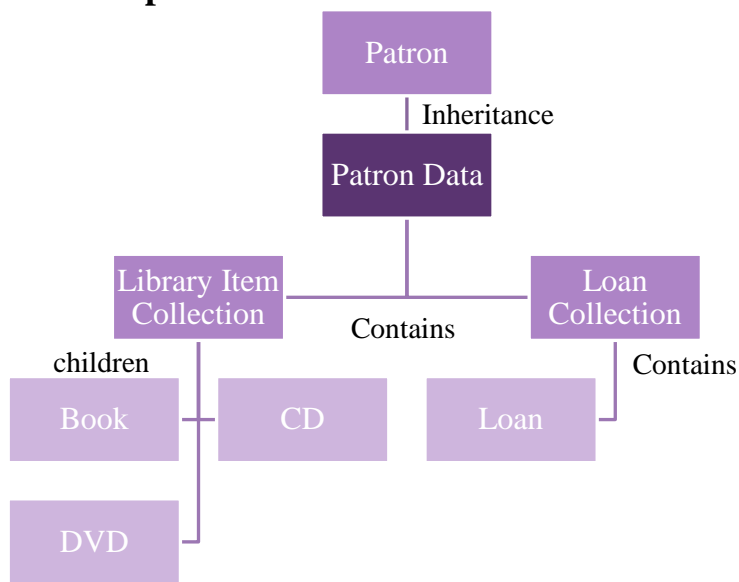 Patron
Inheritance
Patron Data
Library Item
Collection
Contains
Loan
Collection
children
Contains
Book
CD
Loan
DVD